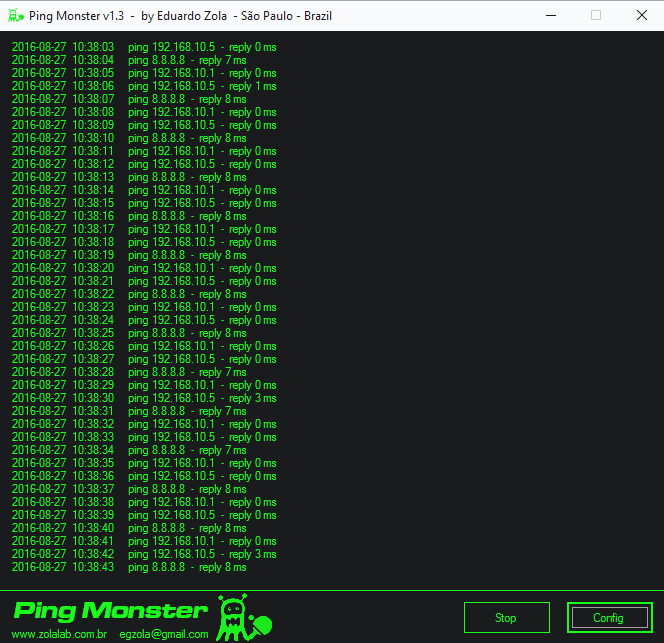 Ping Monster v1.3 - by Eduardo Zola - São Paulo - Brazil
2016-08-27 10:38:03 ping 192.168.10.5 - reply 0 ms
2016-08-27 10:38:04 ping 8.8.8.8 - reply 7 ms
2016-08-27 10:38:05 ping 192.168.10.1 - reply 0 ms
2016-08-27 10:38:06 ping 192.168.10.5 - reply 1 ms
2016-08-27 10:38:07 ping 8.8.8.8 - reply 8 ms
2016-08-27 10:38:08 ping 192.168.10.1 - reply 0 ms
2016-08-27 10:38:09 ping 192.168.10.5 - reply 0 ms
2016-08-27 10:38:10 ping 8.8.8.8 - reply 8 ms
2016-08-27 10:38:11 ping 192.168.10.1 - reply 0 ms
2016-08-27 10:38:12 ping 192.168.10.5 - reply 0 ms
2016-08-27 10:38:13 ping 8.8.8.8 - reply 8 ms
2016-08-27 10:38:14 ping 192.168.10.1 - reply 0 ms
2016-08-27 10:38:15 ping 192.168.10.5 - reply 0 ms
2016-08-27 10:38:16 ping 8.8.8.8 - reply 8 ms
2016-08-27 10:38:17 ping 192.168.10.1 - reply 0 ms
2016-08-27 10:38:18 ping 192.168.10.5 - reply 0 ms
2016-08-27 10:38:19 ping 8.8.8.8 - reply 8 ms
2016-08-27 10:38:20 ping 192.168.10.1 - reply 0 ms
2016-08-27 10:38:21 ping 192.168.10.5 - reply 0 ms
2016-08-27 10:38:22 ping 8.8.8.8 - reply 8 ms
2016-08-27 10:38:23 ping 192.168.10.1 - reply 0 ms
2016-08-27 10:38:24 ping 192.168.10.5 - reply 0 ms
2016-08-27 10:38:25 ping 8.8.8.8 - reply 8 ms
2016-08-27 10:38:26 ping 192.168.10.1 - reply 0 ms
2016-08-27 10:38:27 ping 192.168.10.5 - reply 0 ms
2016-08-27 10:38:28 ping 8.8.8.8 - reply 7 ms
2016-08-27 10:38:29 ping 192.168.10.1 - reply 0 ms
2016-08-27 10:38:30 ping 192.168.10.5 - reply 3 ms
2016-08-27 10:38:31 ping 8.8.8.8 - reply 7 ms
2016-08-27 10:38:32 ping 192.168.10.1 - reply 0 ms
2016-08-27 10:38:33 ping 192.168.10.5 - reply 0 ms
2016-08-27 10:38:34 ping 8.8.8.8 - reply 7 ms
2016-08-27 10:38:35 ping 192.168.10.1 - reply 0 ms
2016-08-27 10:38:36 ping 192.168.10.5 - reply 0 ms
2016-08-27 10:38:37 ping 8.8.8.8 - reply 8 ms
2016-08-27 10:38:38 ping 192.168.10.1 - reply 0 ms
2016-08-27 10:38:39 ping 192.168.10.5 - reply 0 ms
2016-08-27 10:38:40 ping 8.8.8.8 - reply 8 ms
2016-08-27 10:38:41 ping 192.168.10.1 - reply 0 ms
2016-08-27 10:38:42 ping 192.168.10.5 - reply 3 ms
2016-08-27 10:38:43 ping 8.8.8.8 - reply 8 ms
Ping Monster
www.zolalab.com.br egzola@gmail.com
Stop
Config